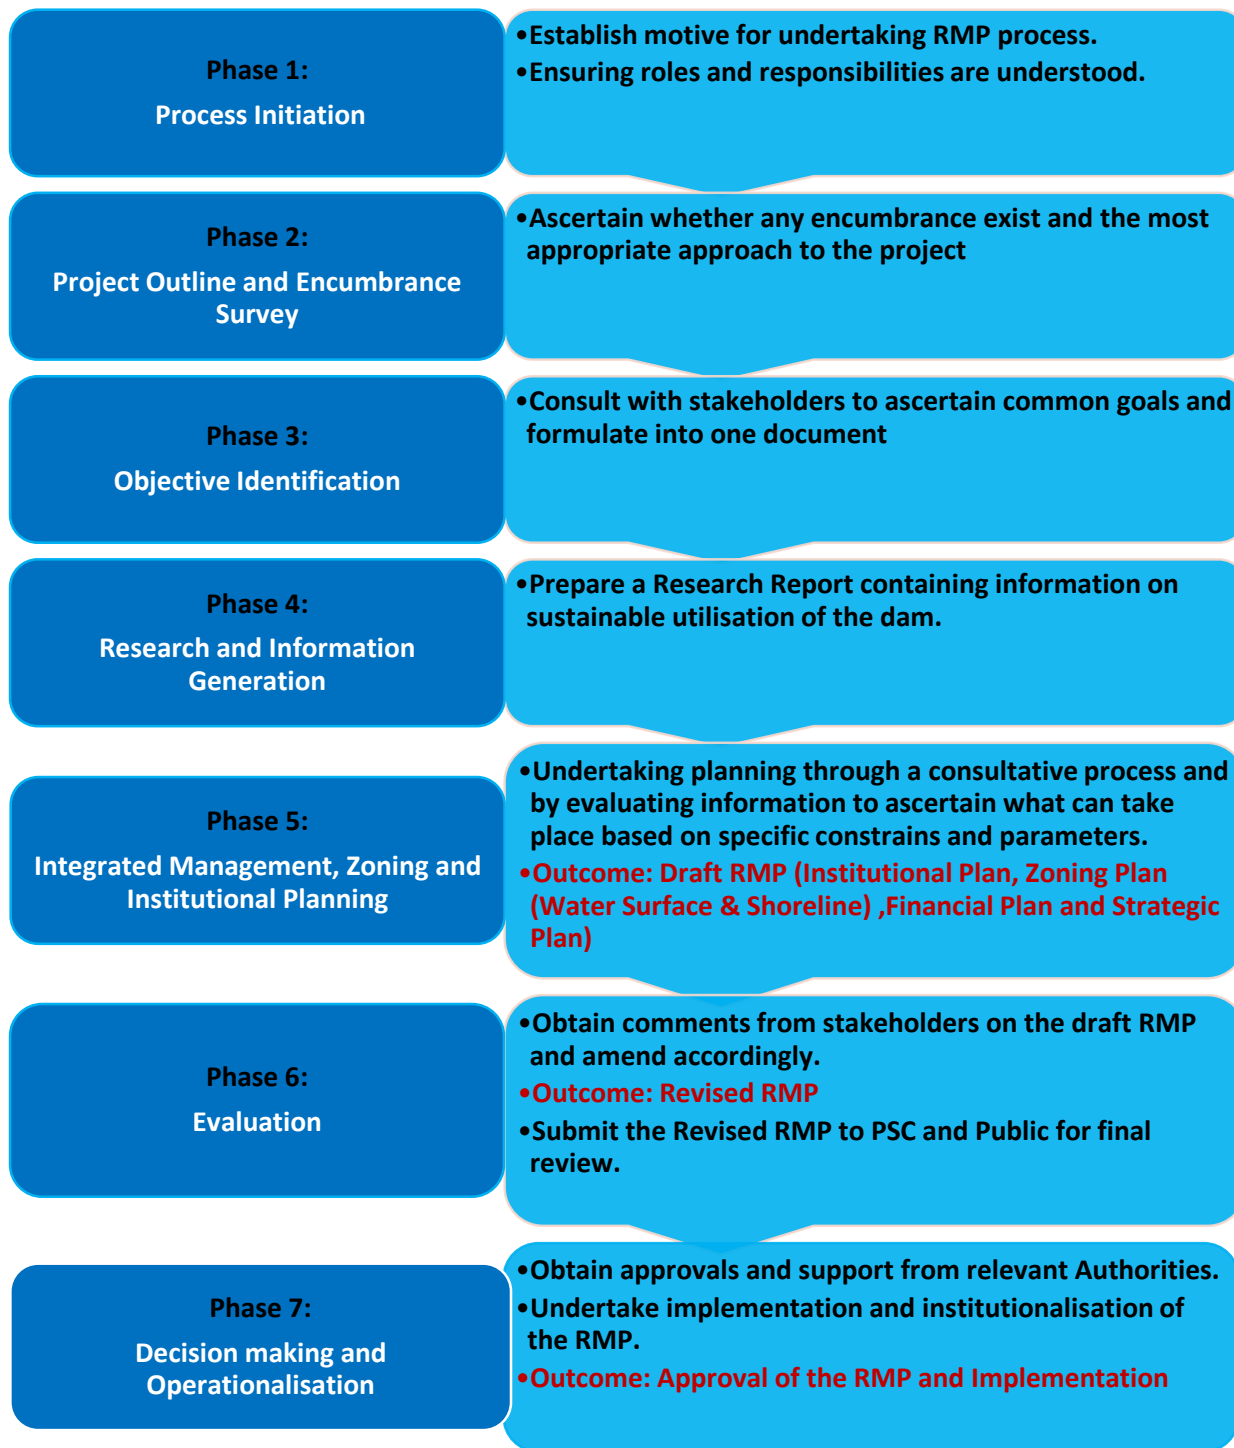 Phase 1:
Process Initiation
•Establish motive for undertaking RMP process.
•Ensuring roles and responsibilities are understood.
Phase 2:
Project Outline and Encumbrance
Survey
•Ascertain whether any encumbrance exist and the most
appropriate approach to the project
Phase 3:
Objective Identification
•Consult with stakeholders to ascertain common goals and
formulate into one document
Phase 4:
Research and Information
Generation
•Prepare a Research Report containing information on
sustainable utilisation of the dam.
Phase 5:
Integrated Management, Zoning and
Institutional Planning
•Undertaking planning through a consultative process and
by evaluating information to ascertain what can take
place based on specific constrains and parameters.
•Outcome: Draft RMP (Institutional Plan, Zoning Plan
(Water Surface & Shoreline) ,Financial Plan and Strategic
Plan)
Phase 6:
Evaluation
•Obtain comments from stakeholders on the draft RMP
and amend accordingly.
•Outcome: Revised RMP
•Submit the Revised RMP to PSC and Public for final
review.
Phase 7:
Decision making and
Operationalisation
•Obtain approvals and support from relevant Authorities.
•Undertake implementation and institutionalisation of
the RMP.
•Outcome: Approval of the RMP and Implementation